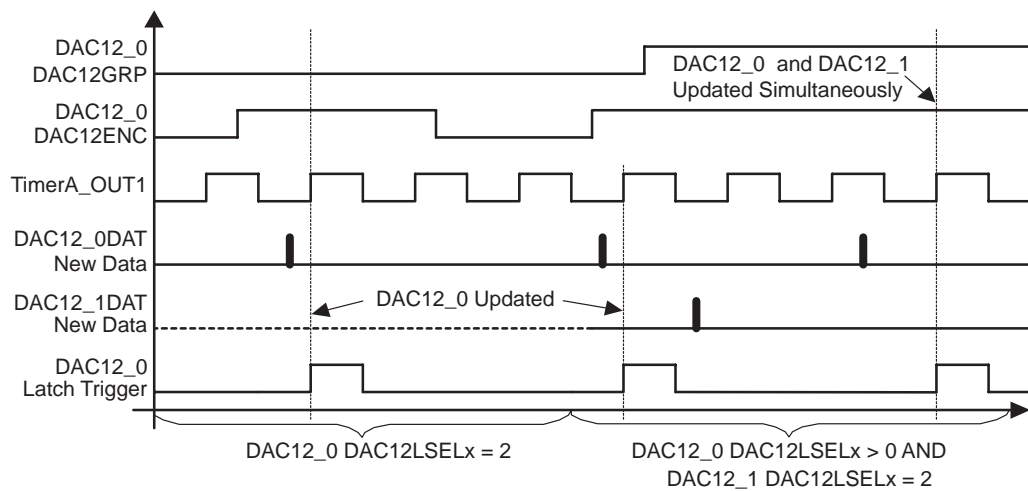 DAC12_0
DAC12GRP
DAC12_0 and DAC12_1
Updated Simultaneously
DAC12_0
DAC12ENC
TimerA_OUT1
DAC12_0DAT
New Data
DAC12_1DAT
New Data
DAC12_0 Updated
DAC12_0
Latch Trigger
DAC12_0 DAC12LSELx = 2
DAC12_0 DAC12LSELx > 0 AND
DAC12_1 DAC12LSELx = 2